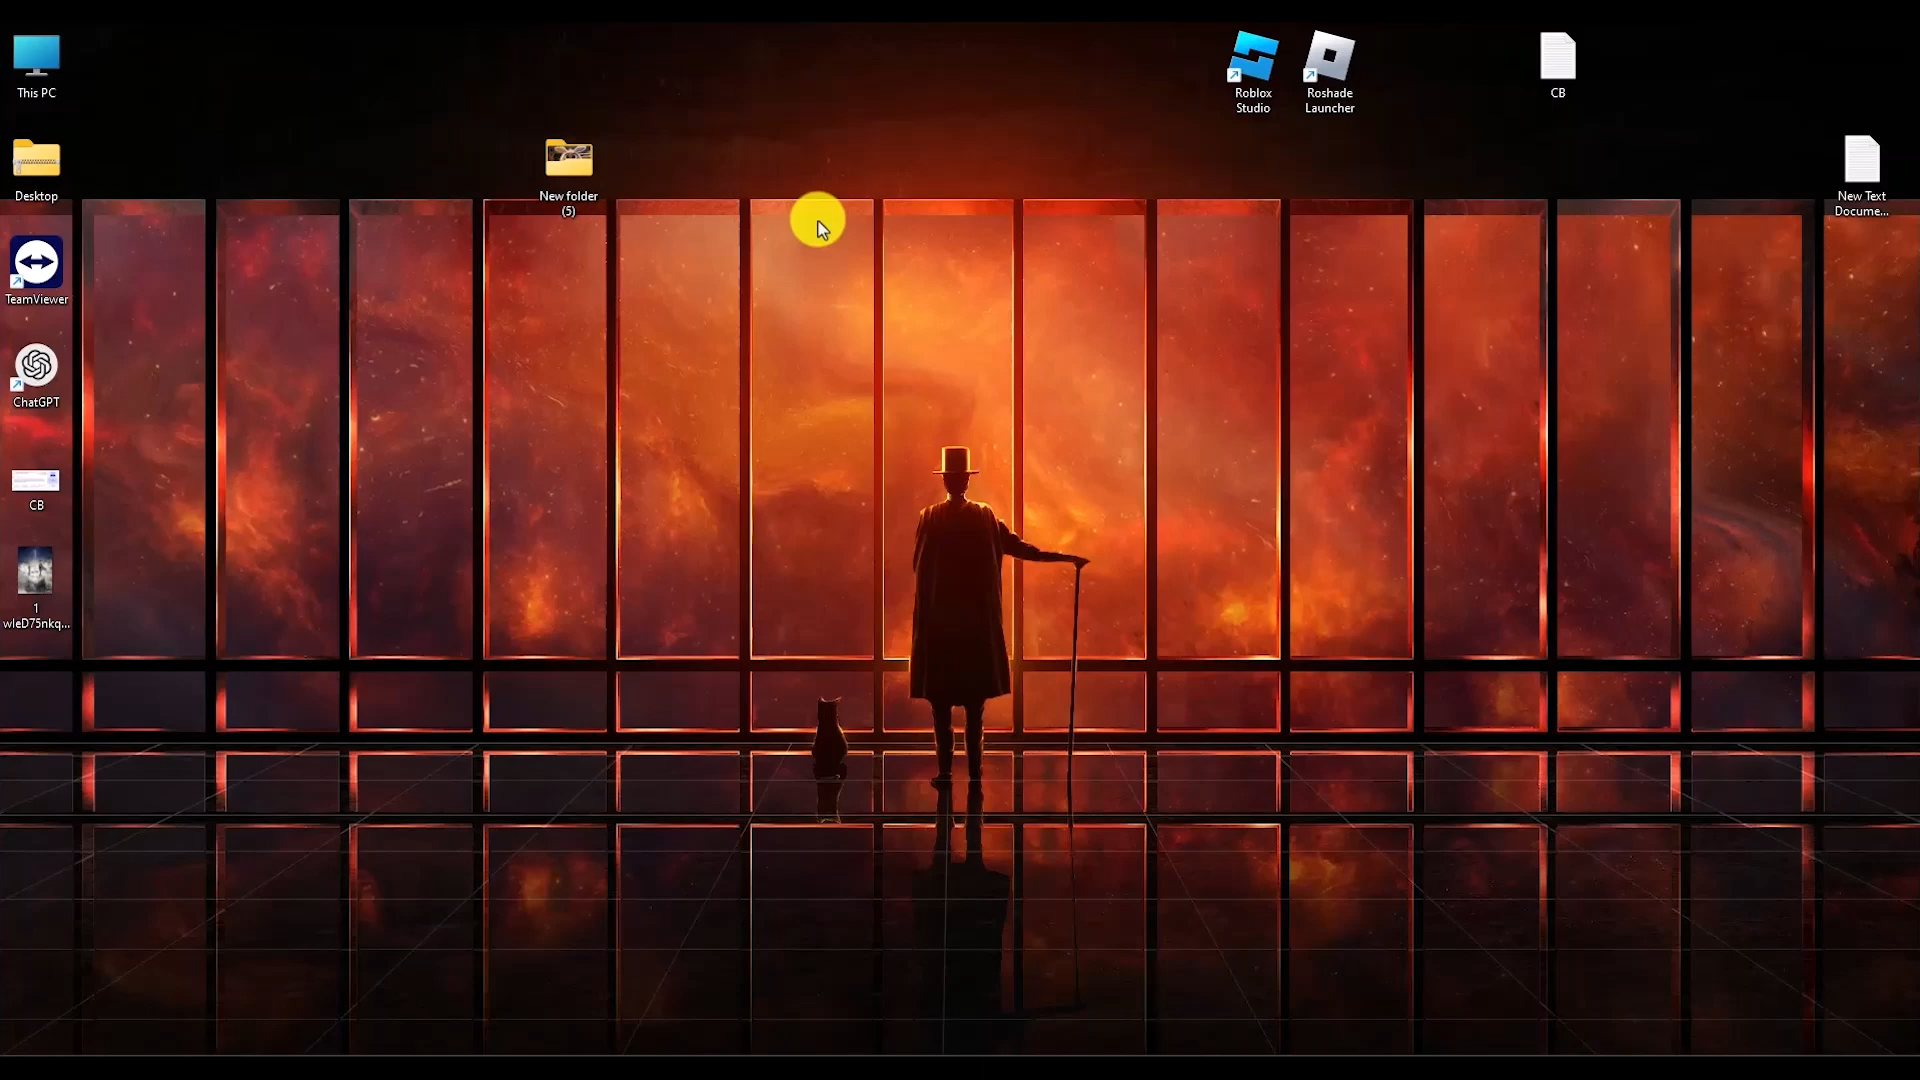 This PC
Roblox
Studio
Roshade
Launcher
CB
Desktop
New folder
(5)
New Text
Docume...
TeamViewer
ChatGPT
CB
1
wleD75nkq...